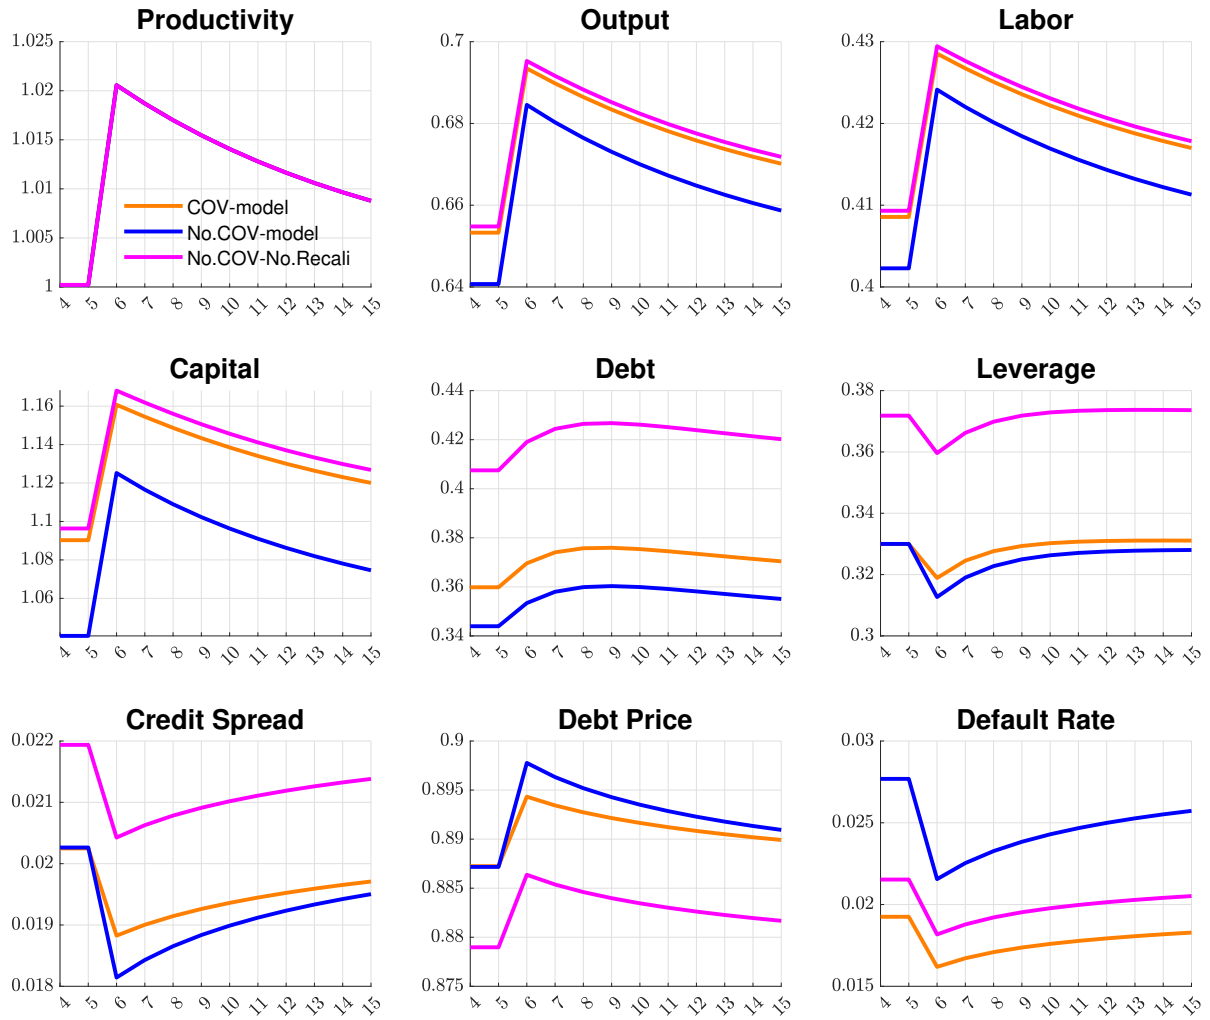 Productivity
1.025
1.02
1.015
1.01
1.005
1
4 5 6 7 8 9 10 11 12 13 14 15
COV-model
No.COV-model
No.COV-No.Recali
Output
0.7
0.68
0.66
0.64
4 5 6 7 8 9 10 11 12 13 14 15
Labor
0.43
0.42
0.41
0.4
4 5 6 7 8 9 10 11 12 13 14 15
Capital
1.16
1.14
1.12
1.1
1.08
1.06
4 5 6 7 8 9 10 11 12 13 14 15
Debt
0.44
0.42
0.4
0.38
0.36
0.34
4 5 6 7 8 9 10 11 12 13 14 15
Leverage
0.38
0.36
0.34
0.32
0.3
4 5 6 7 8 9 10 11 12 13 14 15
Credit Spread
0.022
0.021
0.02
0.019
0.018
4 5 6 7 8 9 10 11 12 13 14 15
Debt Price
0.9
0.895
0.89
0.885
0.88
0.875
4 5 6 7 8 9 10 11 12 13 14 15
Default Rate
0.03
0.025
0.02
0.015
4 5 6 7 8 9 10 11 12 13 14 15